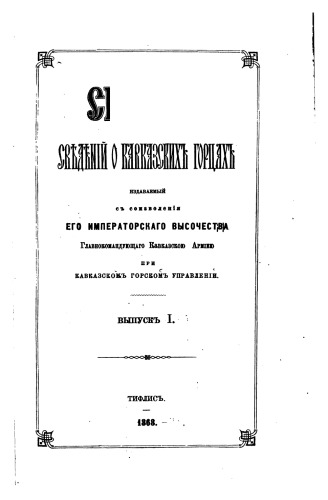 СВѢДѢНІЙ О КАВКАЗСКИХЪ ГОРЦАХЪ
ИЗДАВАЕМЫЙ
СЪ СОИЗВОЛЕНІЯ
ЕГО ИМПЕРАТОРСКАГО ВЫСОЧЕСТВА
ГЛАВНОКОМАНДУЮЩАГО КАВКАЗСКОЮ АРМІЕЮ
ПРИ
КАВКАЗСКОМЪ ГОРСКОМЪ УПРАВЛЕНІИ.
ВЫПУСКЪ I.
ТИФЛИСЪ.
1868.